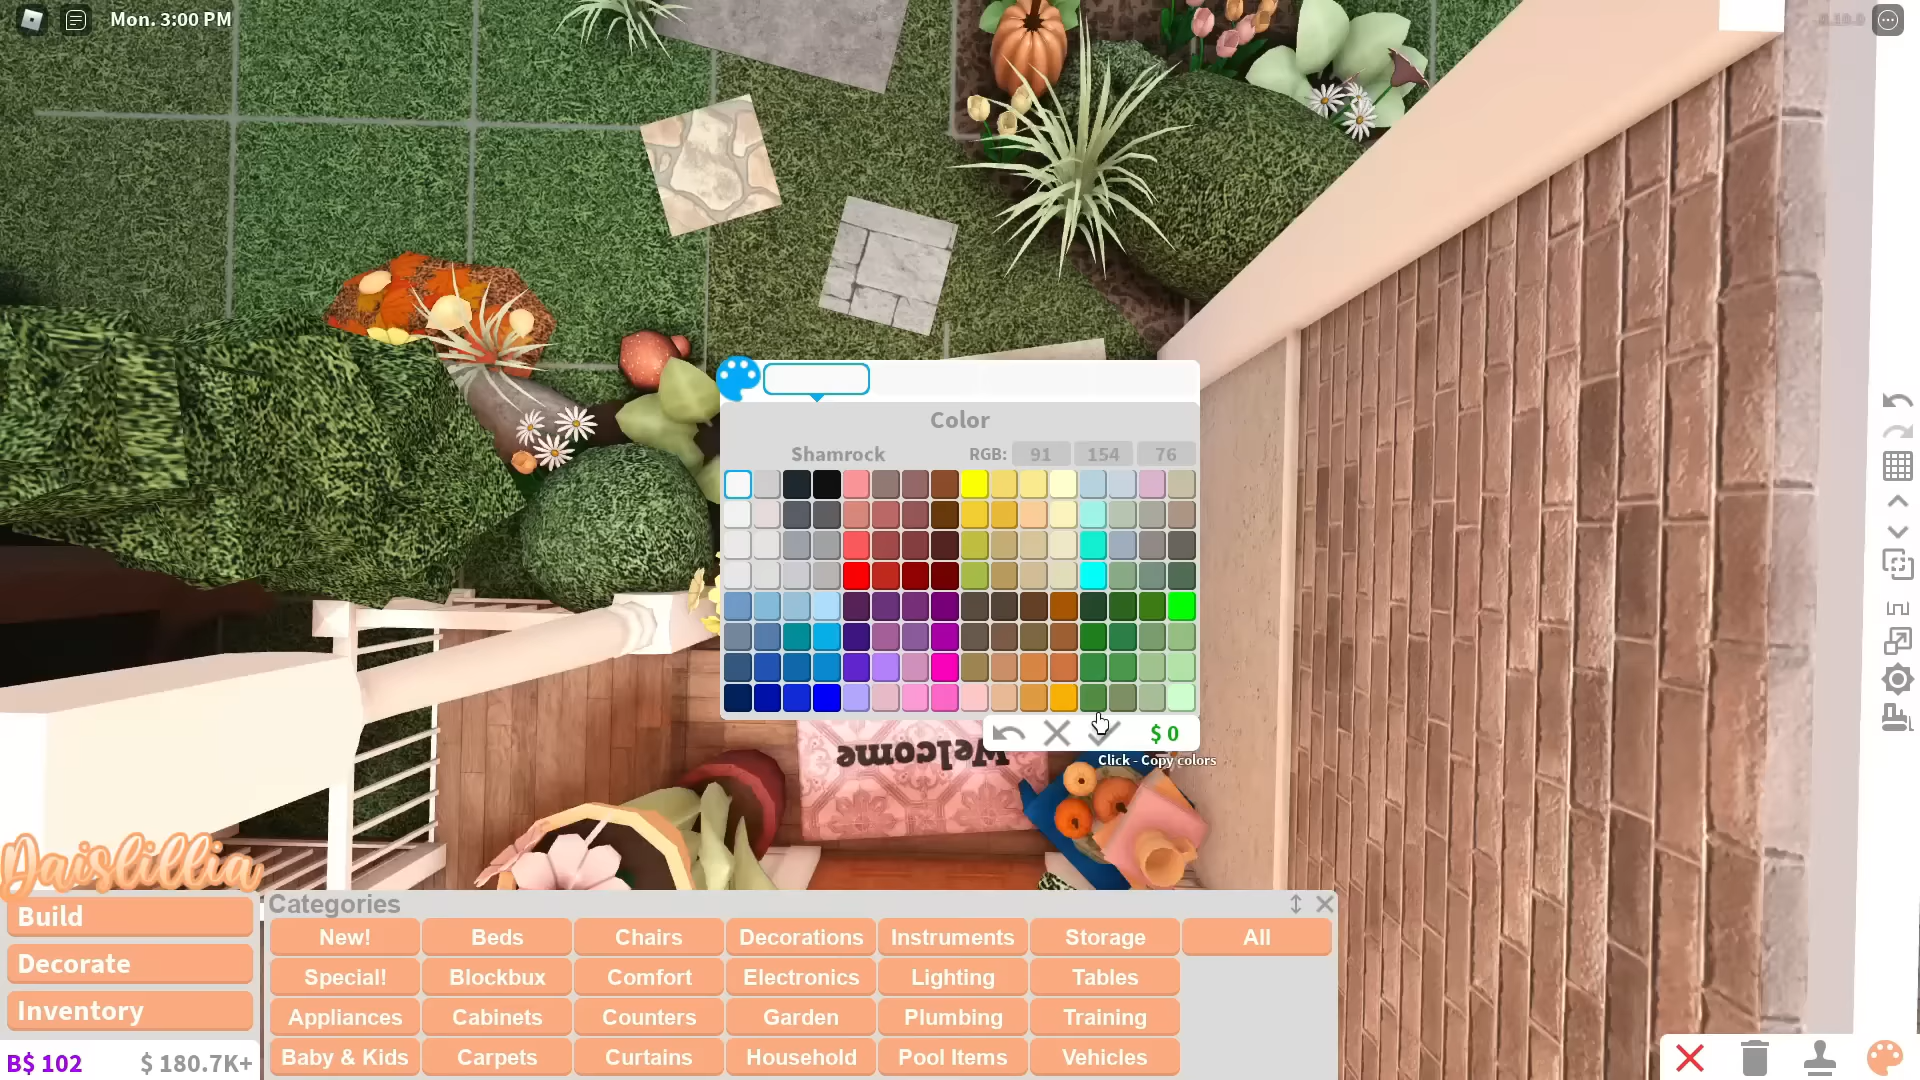 Mon. 3:00 PM
Color
Shamrock RGB: 91 154 76
$ 0
Click - Copy colors
Welcome
Daislillia
Build
Decorate
Inventory
B$ 102 $ 180.7K+
Categories
New! Beds Chairs Decorations Instruments Storage All
Special! Blockbux Comfort Electronics Lighting Tables
Appliances Cabinets Counters Garden Plumbing Training
Baby & Kids Carpets Curtains Household Pool Items Vehicles